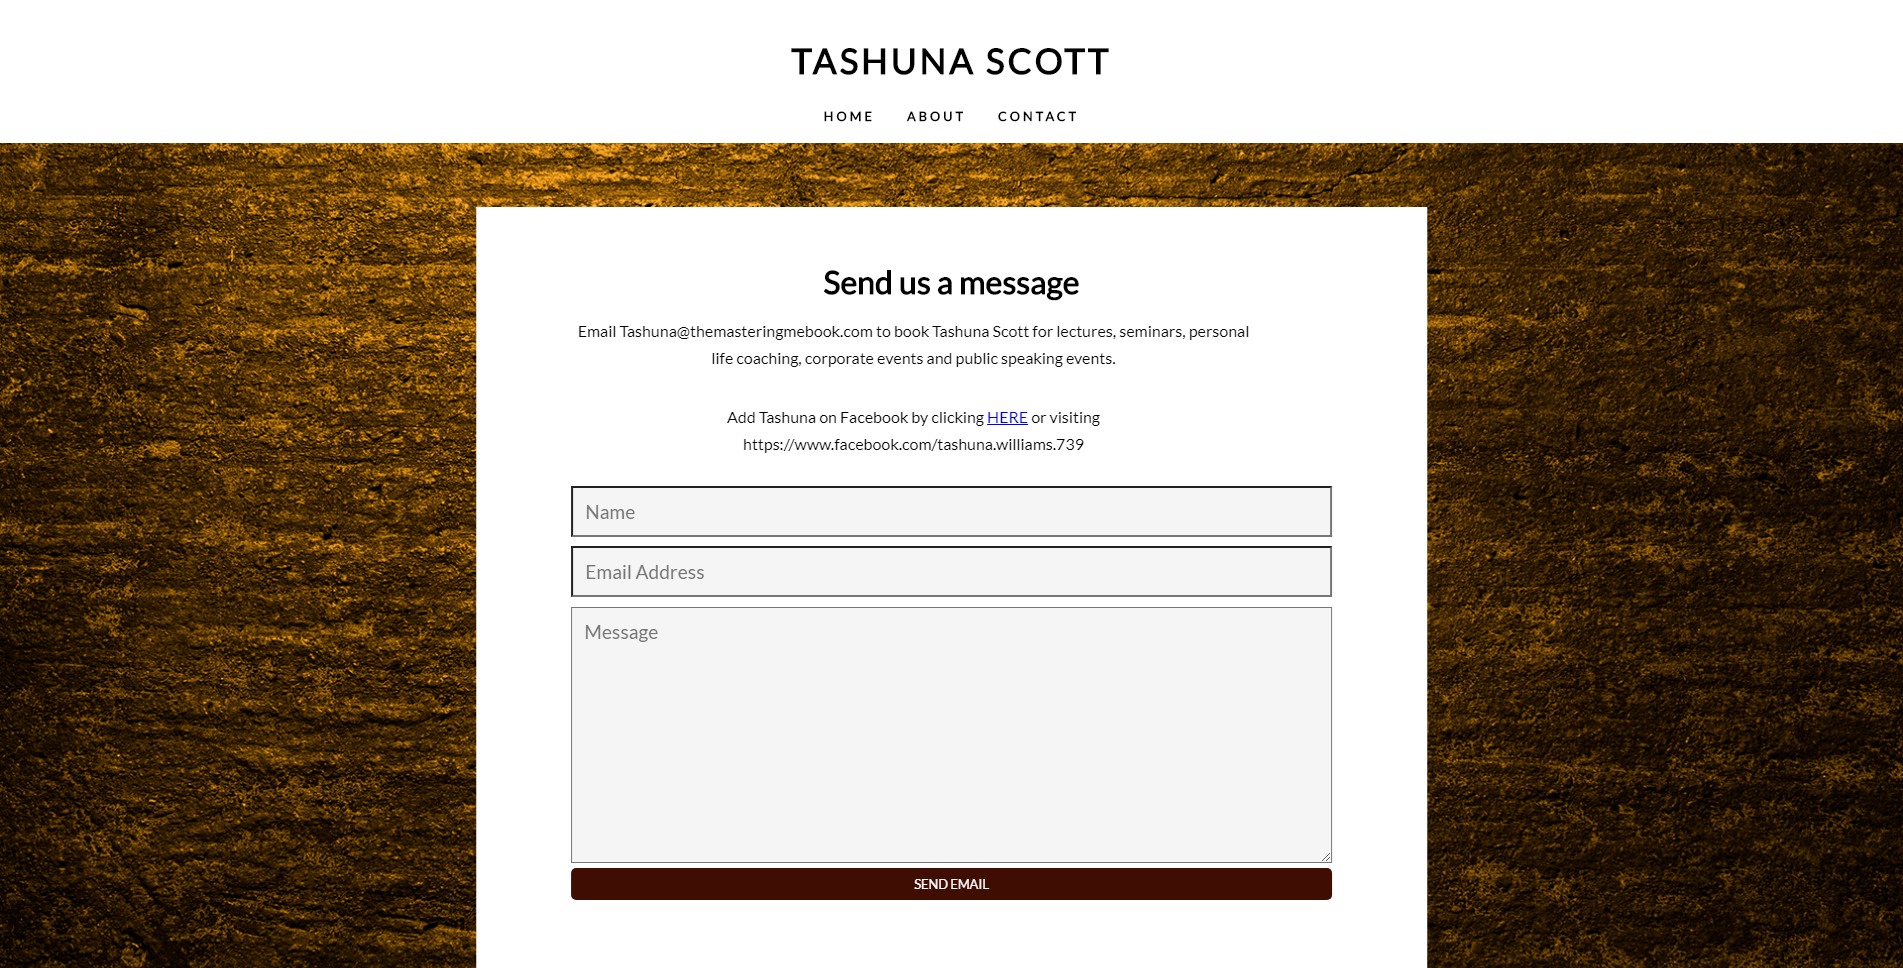 TASHUNA SCOTT
HOME ABOUT CONTACT
Send us a message
Email Tashuna@themasteringmebook.com to book Tashuna Scott for lectures, seminars, personal
life coaching, corporate events and public speaking events.
Add Tashuna on Facebook by clicking HERE or visiting
https://www.facebook.com/tashuna.williams.739
Name
Email Address
Message
SEND EMAIL